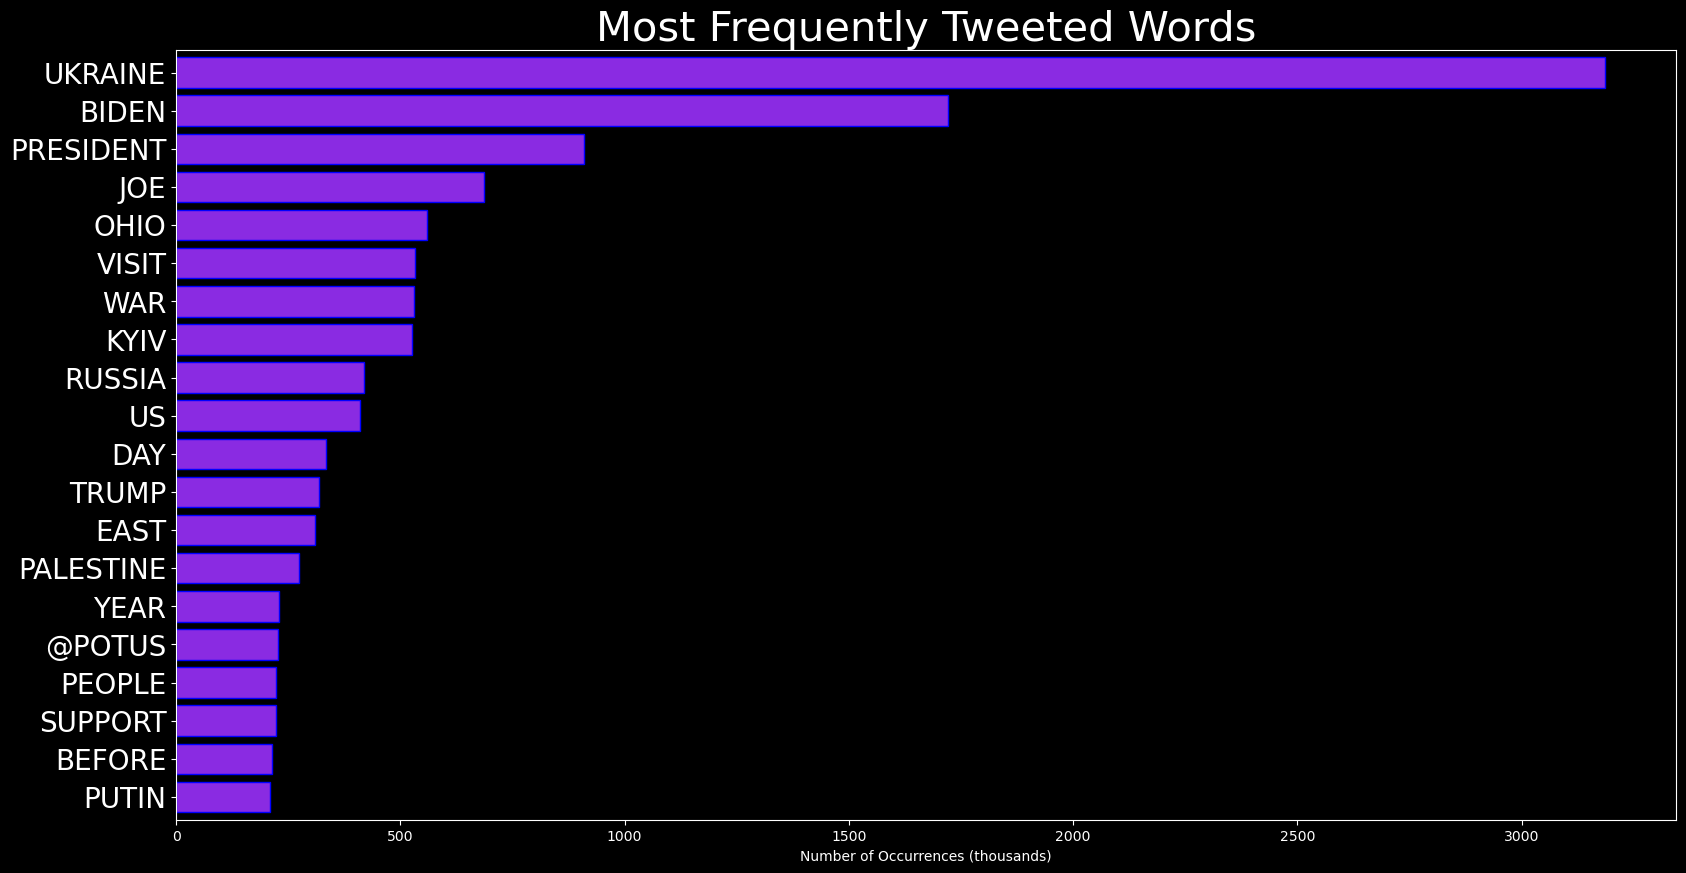 Most Frequently Tweeted Words
UKRAINE
BIDEN
PRESIDENT
JOE
OHIO
VISIT
WAR
KYIV
RUSSIA
US
DAY
TRUMP
EAST
PALESTINE
YEAR
@POTUS
PEOPLE
SUPPORT
BEFORE
PUTIN
0 500 1000 1500 2000 2500 3000
Number of Occurrences (thousands)